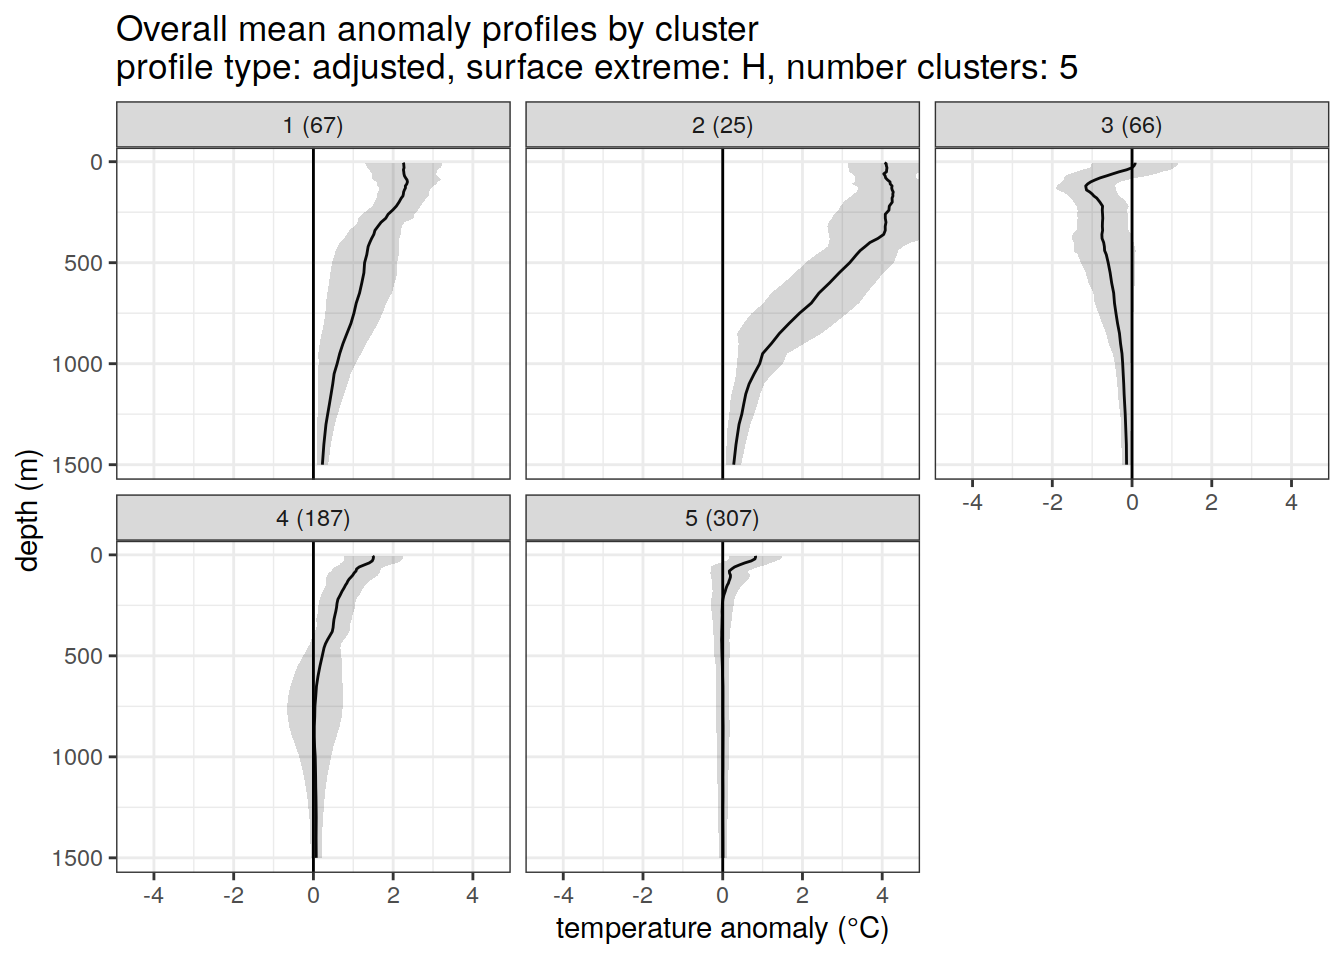 Overall mean anomaly profiles by cluster
profile type: adjusted, surface extreme: H, number clusters: 5
1 (67)
2 (25)
3 (66)
0
500
1000
1500
-4 -2 0 2 4
4 (187)
5 (307)
0
500
1000
1500
-4 -2 0 2 4
-4 -2 0 2 4
depth (m)
temperature anomaly (°C)